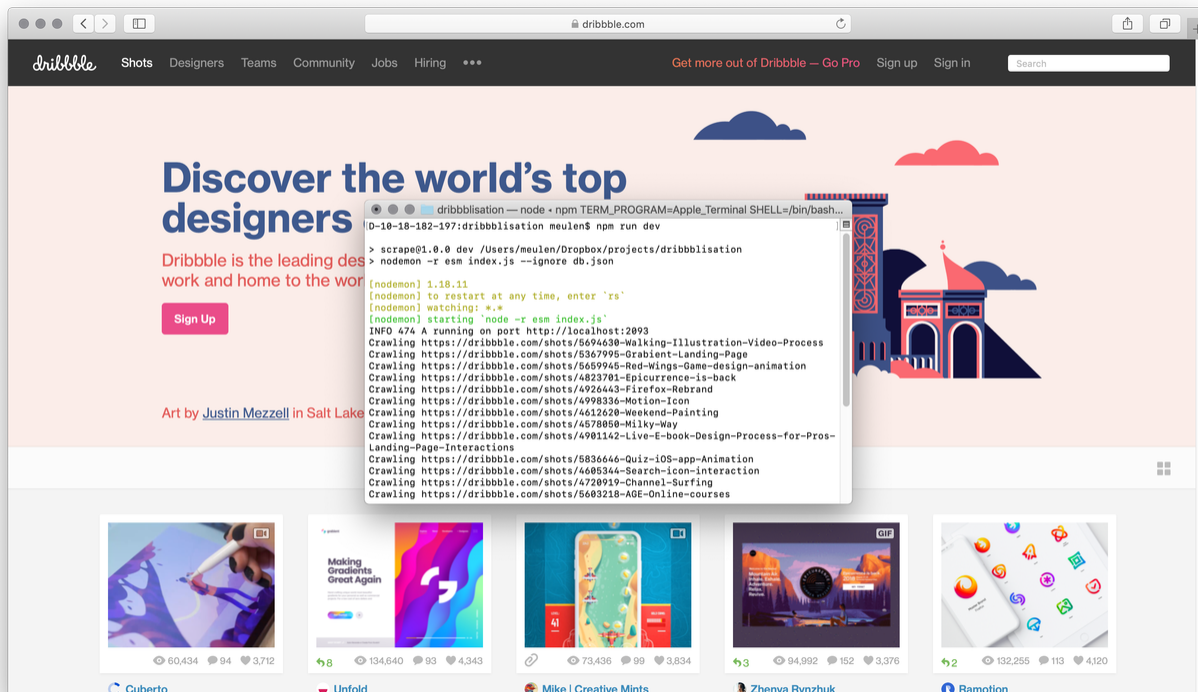 dribbble.com
dribbble
Shots Designers Teams Community Jobs Hiring
Get more out of Dribbble — Go Pro Sign up Sign in Search
Discover the world's top
designers
Dribbble is the leading des
work and home to the wor
Sign Up
Art by Justin Mezzell in Salt Lake
dribbblisation — node ◂ npm TERM_PROGRAM=Apple_Terminal SHELL=/bin/bash...
[D-10-18-182-197:dribbblisation meulen$ npm run dev ]
> scrape@1.0.0 dev /Users/meulen/Dropbox/projects/dribbblisation
> nodemon -r esm index.js --ignore db.json
[nodemon] 1.18.11
[nodemon] to restart at any time, enter `rs`
[nodemon] watching: *.*
[nodemon] starting `node -r esm index.js`
INFO 474 A running on port http://localhost:2093
Crawling https://dribbble.com/shots/5694630-Walking-Illustration-Video-Process
Crawling https://dribbble.com/shots/5367995-Grabient-Landing-Page
Crawling https://dribbble.com/shots/5659945-Red-Wings-Game-design-animation
Crawling https://dribbble.com/shots/4823701-Epicurrence-is-back
Crawling https://dribbble.com/shots/4926443-Firefox-Rebrand
Crawling https://dribbble.com/shots/4998336-Motion-Icon
Crawling https://dribbble.com/shots/4612620-Weekend-Painting
Crawling https://dribbble.com/shots/4578050-Milky-Way
Crawling https://dribbble.com/shots/4901142-Live-E-book-Design-Process-for-Pros-
Landing-Page-Interactions
Crawling https://dribbble.com/shots/5836646-Quiz-iOS-app-Animation
Crawling https://dribbble.com/shots/4605344-Search-icon-interaction
Crawling https://dribbble.com/shots/4720919-Channel-Surfing
Crawling https://dribbble.com/shots/5603218-AGE-Online-courses
Making
Gradients
Great Again
41
GIF
60,434 94 3,712
8 134,640 93 4,343
73,436 99 3,834
3 94,992 152 3,376
2 132,255 113 4,120
Cuberto
Unfold
Mike | Creative Mints
Zhenya Rynzhuk
Ramotion